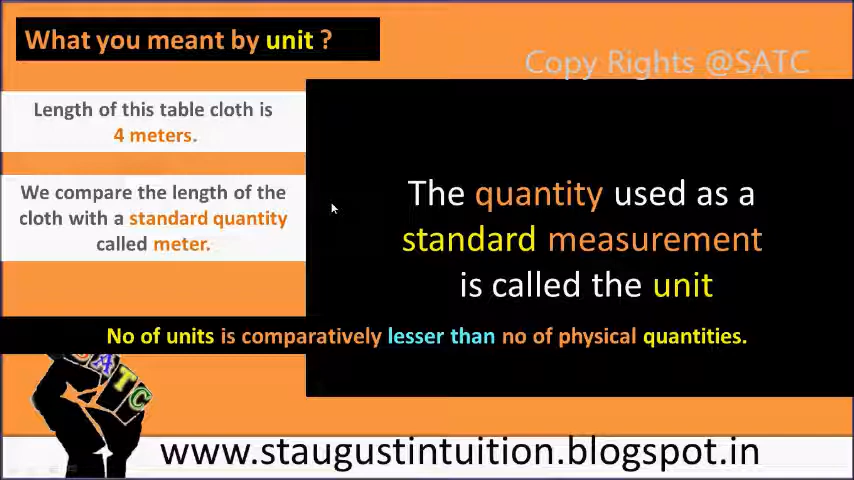 What you meant by unit ?
Copy Rights @SATC
Length of this table cloth is
4 meters.
We compare the length of the
cloth with a standard quantity
called meter.
The quantity used as a
standard measurement
is called the unit
No of units is comparatively lesser than no of physical quantities.
SATC
www.staugustintuition.blogspot.in